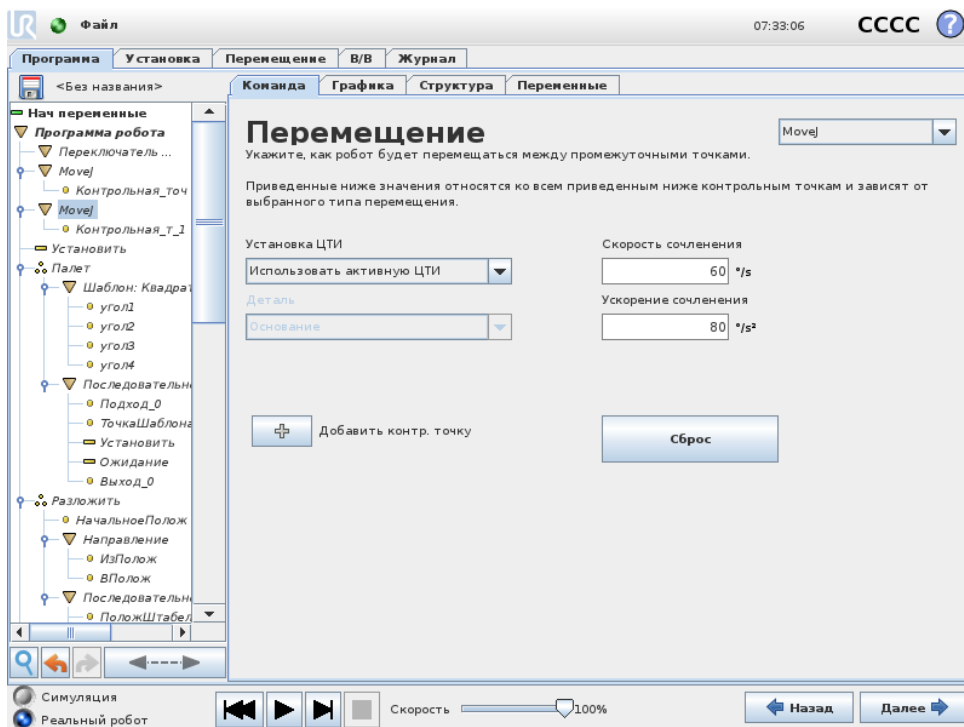 UR Файл 07:33:06 CCCC ?
Программа Установка Перемещение В/В Журнал
<Без названия> Команда Графика Структура Переменные
Нач переменные
Программа робота
Переключатель ...
MoveJ
Контрольная_точ
MoveJ
Контрольная_т_1
Установить
Палет
Шаблон: Квадрат
угол1
угол2
угол3
угол4
Последовательн
Подход_0
ТочкаШаблона
Установить
Ожидание
Выход_0
Разложить
НачальноеПолож
Направление
ИзПолож
ВПолож
Последовательн
ПоложШтабел
Перемещение MoveJ
Укажите, как робот будет перемещаться между промежуточными точками.
Приведенные ниже значения относятся ко всем приведенным ниже контрольным точкам и зависят от
выбранного типа перемещения.
Установка ЦТИ Скорость сочленения
Использовать активную ЦТИ 60 °/s
Деталь Ускорение сочленения
Основание 80 °/s²
Добавить контр. точку Сброс
Симуляция
Реальный робот
Скорость 100% Назад Далее